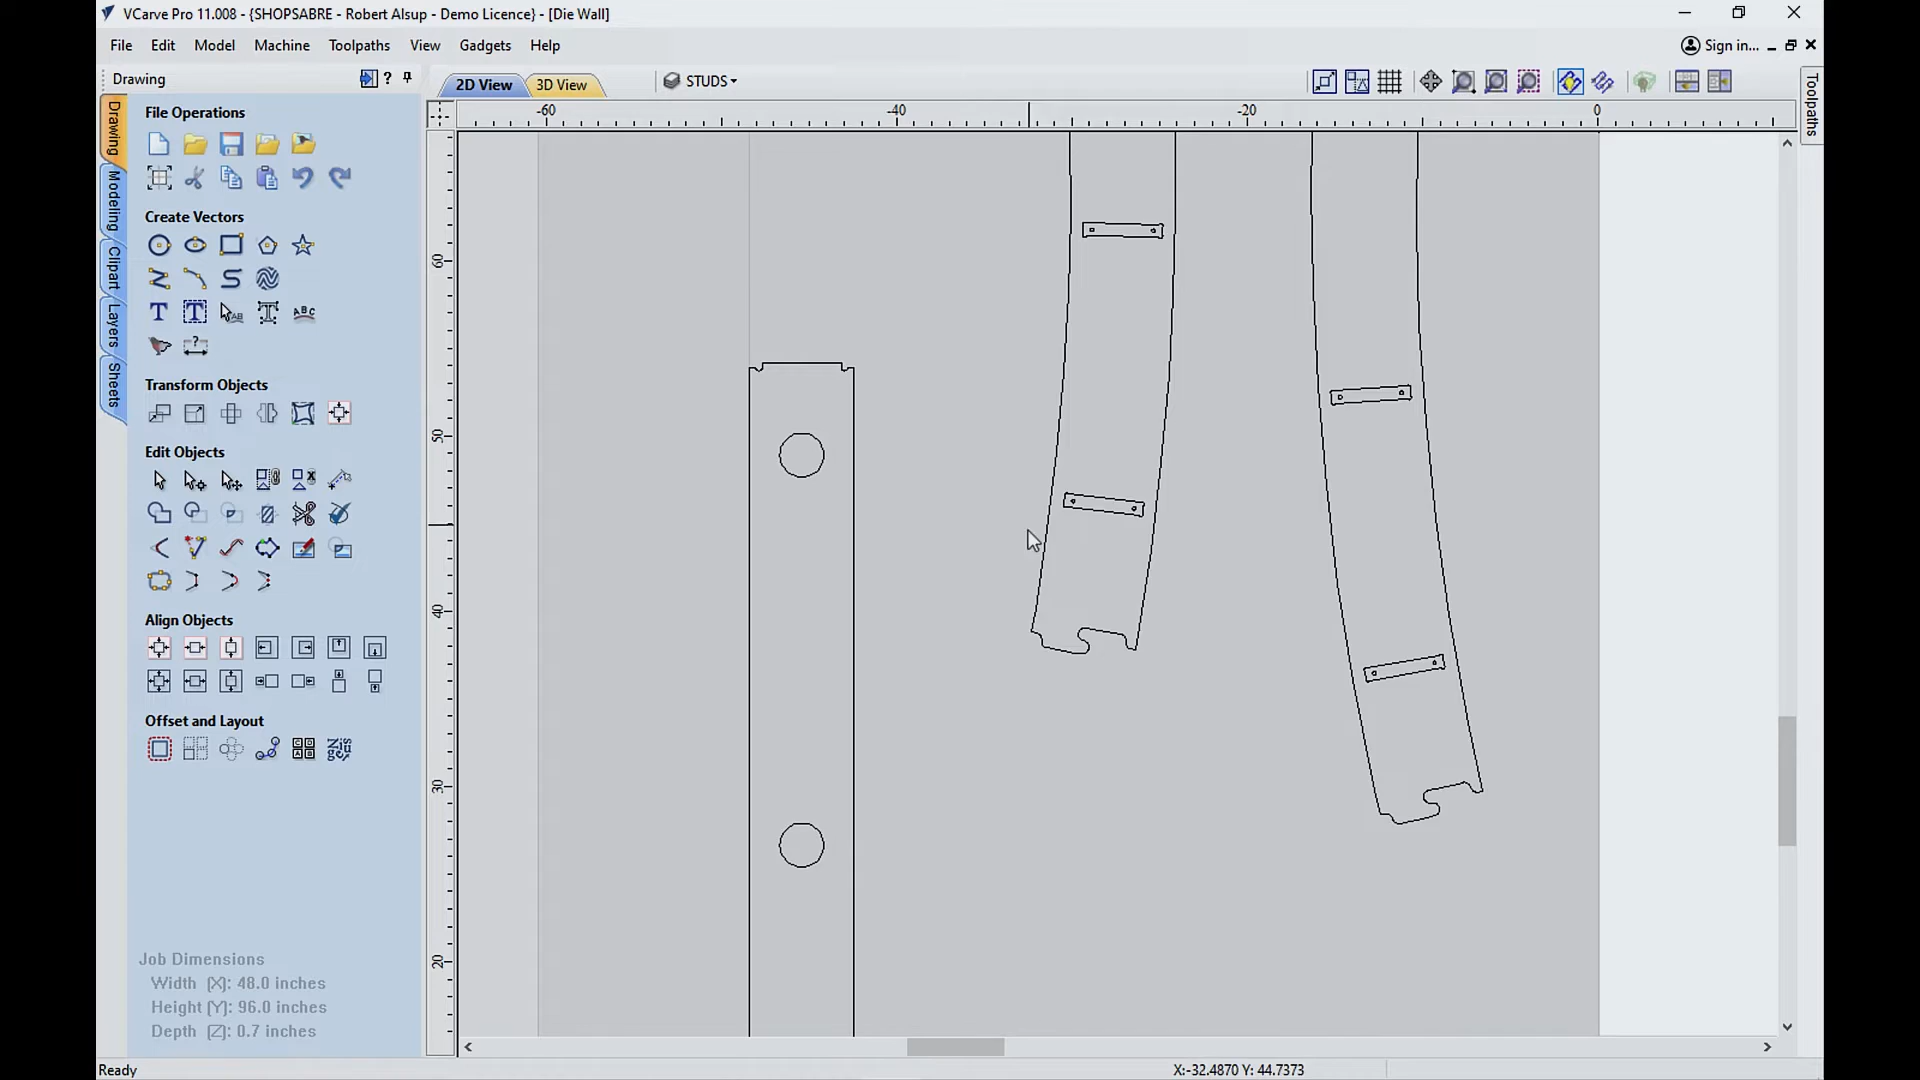 VCarve Pro 11.008 - {SHOPSABRE - Robert Alsup - Demo Licence} - [Die Wall]
File Edit Model Machine Toolpaths View Gadgets Help
Sign in...
Drawing
2D View
3D View
STUDS
Toolpaths
-60 -40 -20 0
Drawing
Modeling
Clipart
Layers
Sheets
File Operations
Create Vectors
Transform Objects
Edit Objects
Align Objects
Offset and Layout
60
50
40
30
20
Job Dimensions
Width (X): 48.0 inches
Height (Y): 96.0 inches
Depth (Z): 0.7 inches
Ready
X:-32.4870 Y: 44.7373